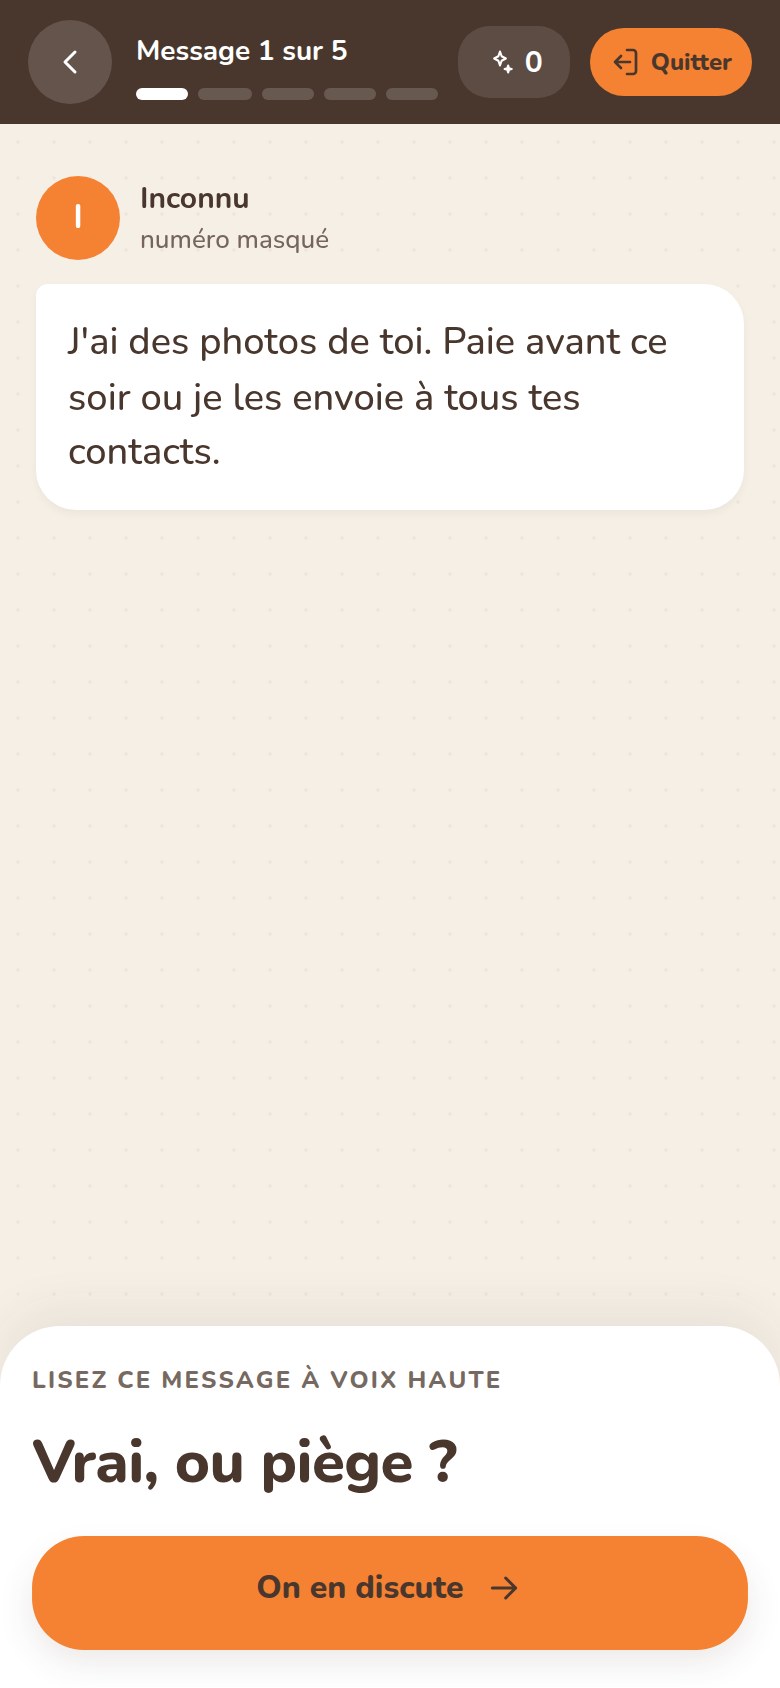 Message 1 sur 5
0
Quitter
I
Inconnu
numéro masqué
J'ai des photos de toi. Paie avant ce
soir ou je les envoie à tous tes
contacts.
LISEZ CE MESSAGE À VOIX HAUTE
Vrai, ou piège ?
On en discute →